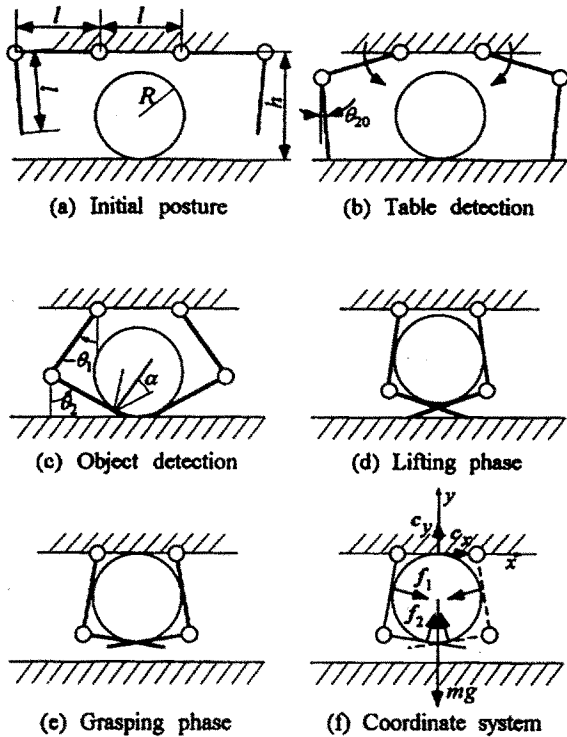 l l
l R h
(a) Initial posture
θ20
(b) Table detection
θ1 α
θ2
(c) Object detection
(d) Lifting phase
y
cy cx
x
f1
f2
mg
(e) Grasping phase
(f) Coordinate system